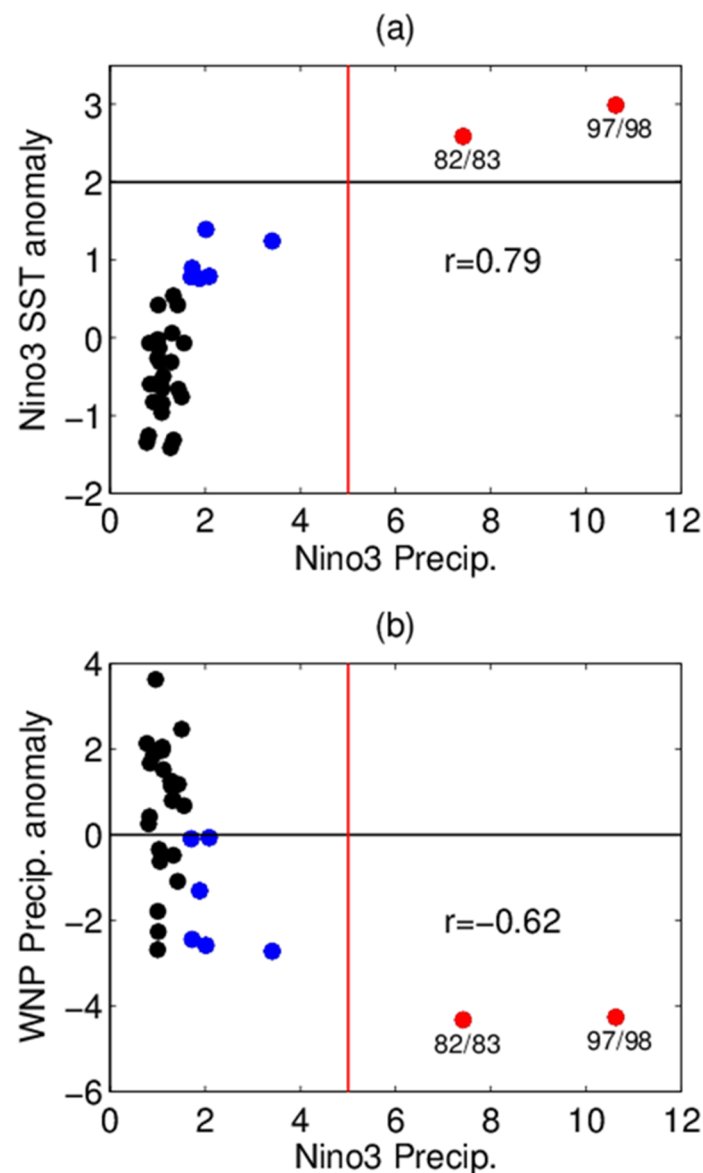 (a)
Nino3 SST anomaly
3
2
1
0
−1
−2
97/98
82/83
r=0.79
0 2 4 6 8 10 12
Nino3 Precip.
(b)
WNP Precip. anomaly
4
2
0
−2
−4
−6
r=−0.62
82/83 97/98
0 2 4 6 8 10 12
Nino3 Precip.